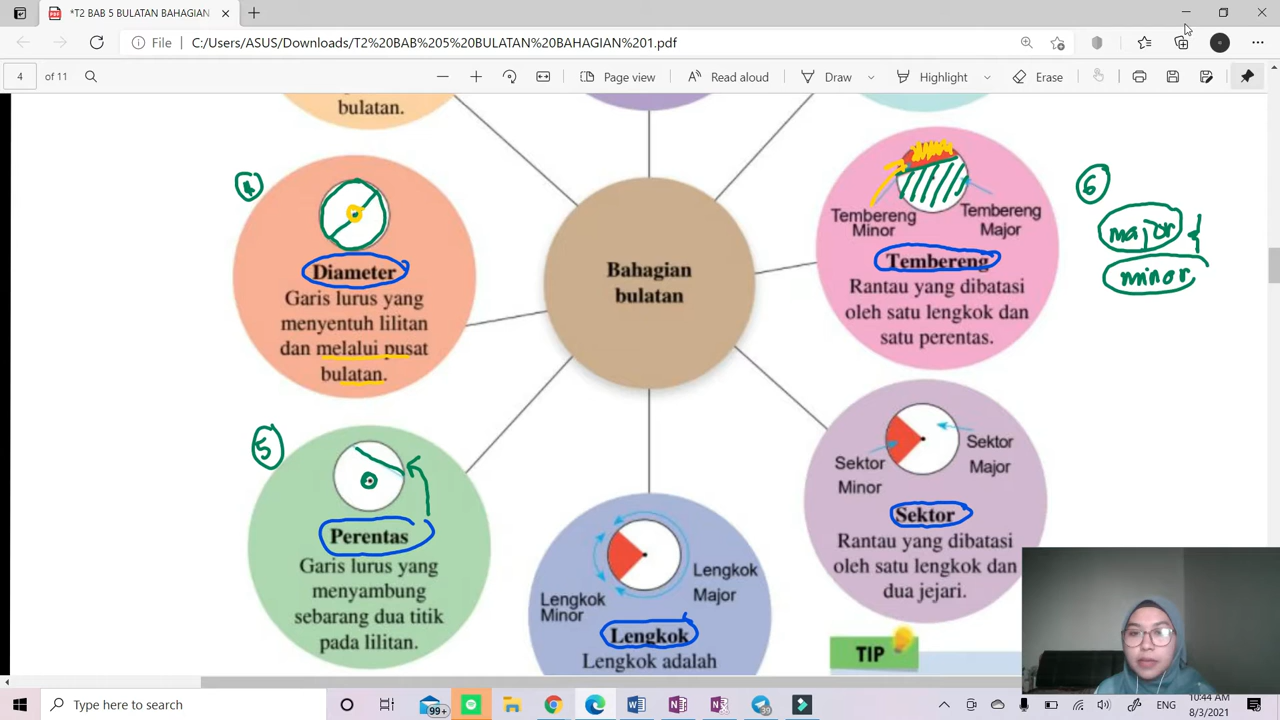 *T2 BAB 5 BULATAN BAHAGIAN
File
C:/Users/ASUS/Downloads/T2%20BAB%205%20BULATAN%20BAHAGIAN%201.pdf
4 of 11
Page view
Read aloud
Draw
Highlight
Erase
bulatan.
4
Diameter
Garis lurus yang
menyentuh lilitan
dan melalui pusat
bulatan.
Bahagian
bulatan
Tembereng
Minor
Tembereng
Major
Tembereng
Rantau yang dibatasi
oleh satu lengkok dan
satu perentas.
6
major
minor
5
Perentas
Garis lurus yang
menyambung
sebarang dua titik
pada lilitan.
Lengkok
Minor
Lengkok
Major
Lengkok
Lengkok adalah
Sektor
Minor
Sektor
Major
Sektor
Rantau yang dibatasi
oleh satu lengkok dan
dua jejari.
TIP
Type here to search
99+
99
ENG
10:44 AM
8/3/2021